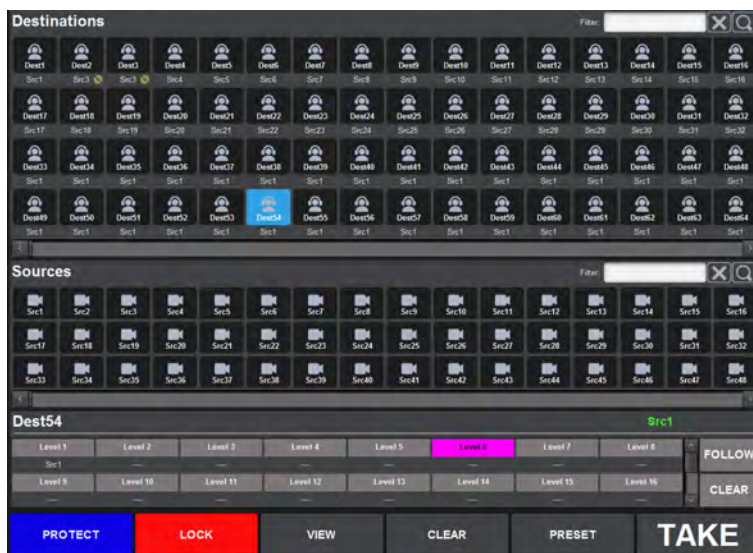 Destinations Filter:
Dest1 Dest2 Dest3 Dest4 Dest5 Dest6 Dest7 Dest8 Dest9 Dest10 Dest11 Dest12 Dest13 Dest14 Dest15 Dest16
Src1 Src3 Src3 Src4 Src5 Src6 Src7 Src8 Src9 Src10 Src11 Src12 Src13 Src14 Src15 Src16
Dest17 Dest18 Dest19 Dest20 Dest21 Dest22 Dest23 Dest24 Dest25 Dest26 Dest27 Dest28 Dest29 Dest30 Dest31 Dest32
Src17 Src18 Src19 Src20 Src21 Src22 Src23 Src24 Src25 Src26 Src27 Src28 Src29 Src30 Src31 Src32
Dest33 Dest34 Dest35 Dest36 Dest37 Dest38 Dest39 Dest40 Dest41 Dest42 Dest43 Dest44 Dest45 Dest46 Dest47 Dest48
Src1 Src1 Src1 Src1 Src1 Src1 Src1 Src1 Src1 Src1 Src1 Src1 Src1 Src1 Src1 Src1
Dest49 Dest50 Dest51 Dest52 Dest53 Dest54 Dest55 Dest56 Dest57 Dest58 Dest59 Dest60 Dest61 Dest62 Dest63 Dest64
Src1 Src1 Src1 Src1 Src1 Src1 Src1 Src1 Src1 Src1 Src1 Src1 Src1 Src1 Src1 Src1
Sources Filter:
Src1 Src2 Src3 Src4 Src5 Src6 Src7 Src8 Src9 Src10 Src11 Src12 Src13 Src14 Src15 Src16
Src17 Src18 Src19 Src20 Src21 Src22 Src23 Src24 Src25 Src26 Src27 Src28 Src29 Src30 Src31 Src32
Src33 Src34 Src35 Src36 Src37 Src38 Src39 Src40 Src41 Src42 Src43 Src44 Src45 Src46 Src47 Src48
Dest54 Src1
Level 1 Level 2 Level 3 Level 4 Level 5 Level 6 Level 7 Level 8
Src1 — — — — — — —
FOLLOW
Level 9 Level 10 Level 11 Level 12 Level 13 Level 14 Level 15 Level 16
— — — — — — — —
CLEAR
PROTECT LOCK VIEW CLEAR PRESET TAKE